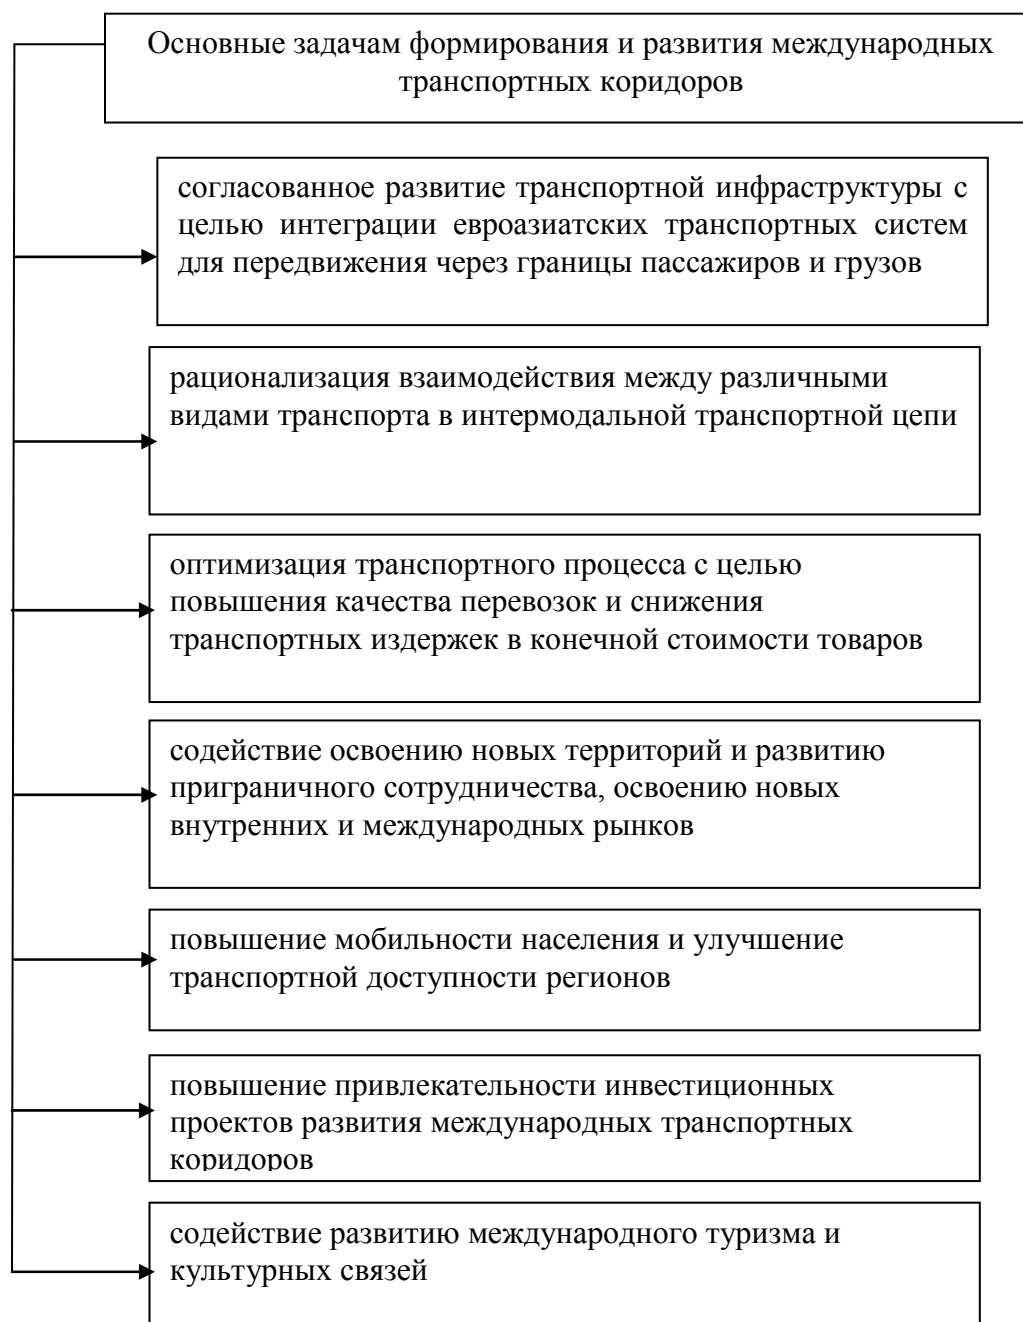 Основные задачам формирования и развития международных
транспортных коридоров
согласованное развитие транспортной инфраструктуры с
целью интеграции евроазиатских транспортных систем
для передвижения через границы пассажиров и грузов
рационализация взаимодействия между различными
видами транспорта в интермодальной транспортной цепи
оптимизация транспортного процесса с целью
повышения качества перевозок и снижения
транспортных издержек в конечной стоимости товаров
содействие освоению новых территорий и развитию
приграничного сотрудничества, освоению новых
внутренних и международных рынков
повышение мобильности населения и улучшение
транспортной доступности регионов
повышение привлекательности инвестиционных
проектов развития международных транспортных
коридоров
содействие развитию международного туризма и
культурных связей